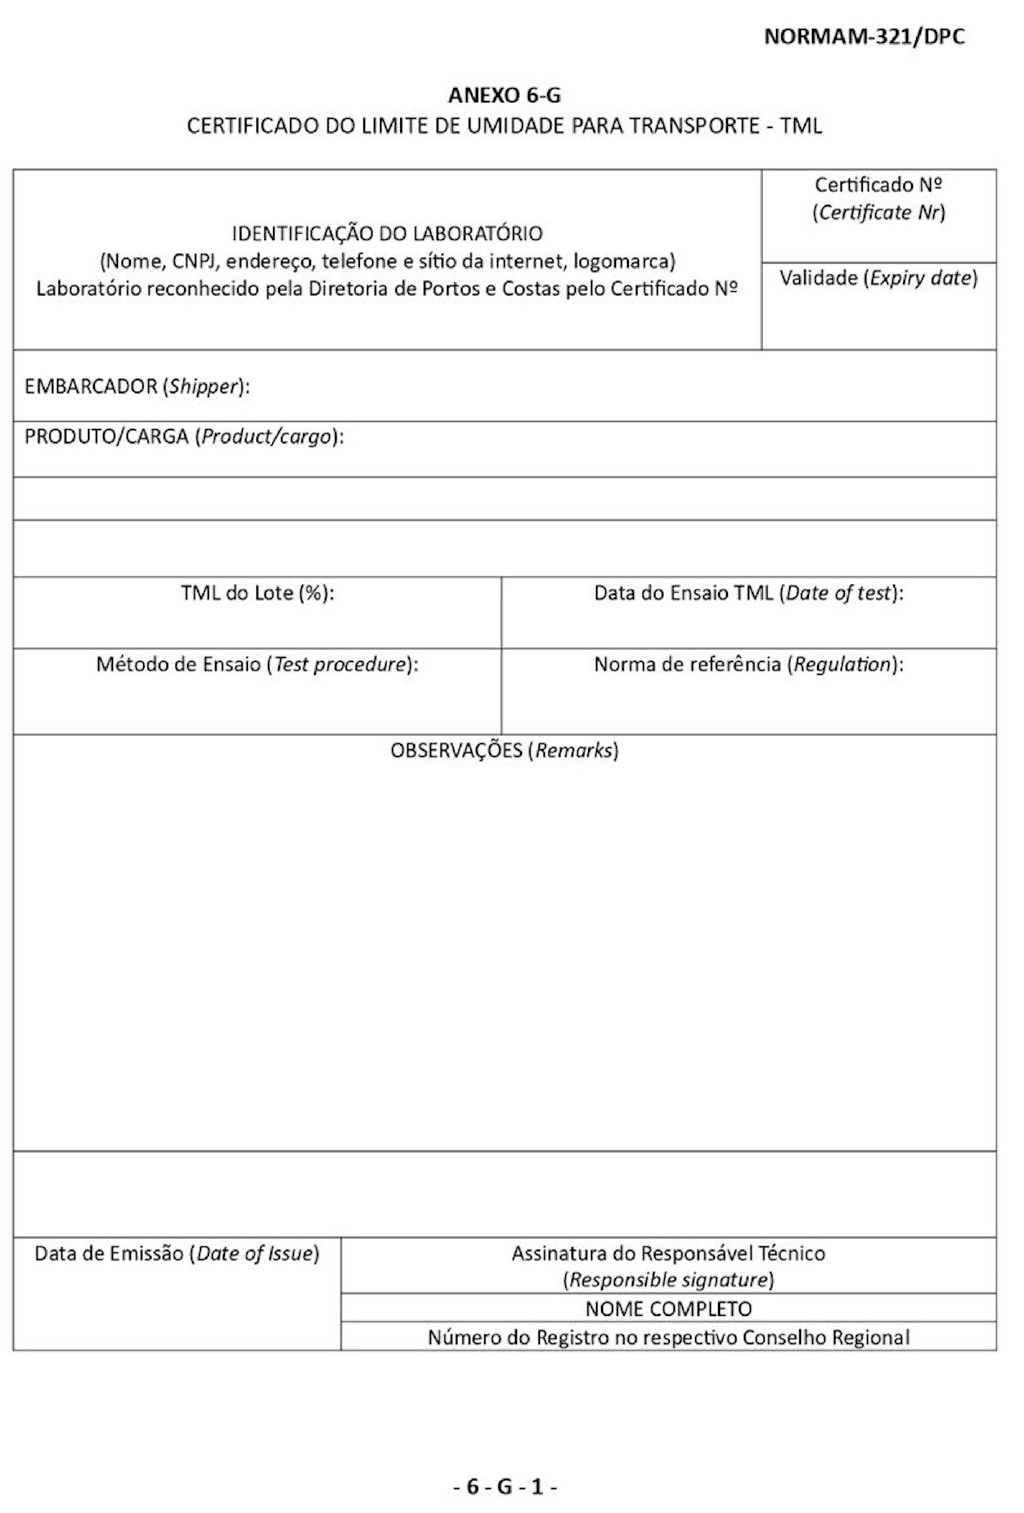 NORMAM-321/DPC
ANEXO 6-G
CERTIFICADO DO LIMITE DE UMIDADE PARA TRANSPORTE - TML
IDENTIFICAÇÃO DO LABORATÓRIO
(Nome, CNPJ, endereço, telefone e sítio da internet, logomarca)
Laboratório reconhecido pela Diretoria de Portos e Costas pelo Certificado Nº
Certificado Nº
(Certificate Nr)
Validade (Expiry date)
EMBARCADOR (Shipper):
PRODUTO/CARGA (Product/cargo):
TML do Lote (%):
Data do Ensaio TML (Date of test):
Método de Ensaio (Test procedure):
Norma de referência (Regulation):
OBSERVAÇÕES (Remarks)
Data de Emissão (Date of Issue)
Assinatura do Responsável Técnico
(Responsible signature)
NOME COMPLETO
Número do Registro no respectivo Conselho Regional
- 6 - G - 1 -